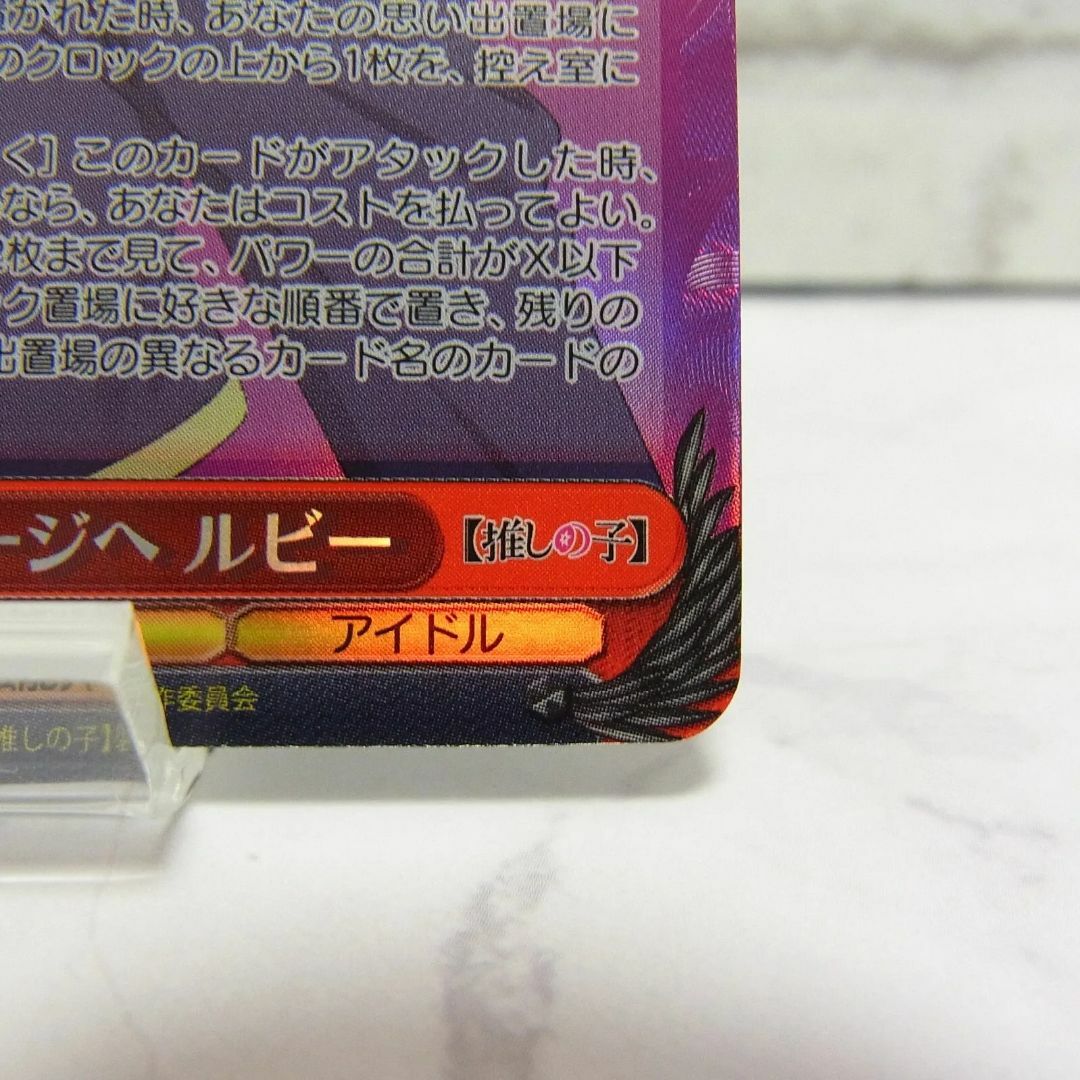 かれた時、あなたの思い出置場に
のクロックの上から1枚を、控え室に
く］このカードがアタックした時、
なら、あなたはコストを払ってよい。
枚まで見て、パワーの合計がX以下
ク置場に好きな順番で置き、残りの
出置場の異なるカード名のカードの
ージへ ルビー
【推しの子】
アイドル
作委員会
推しの子】